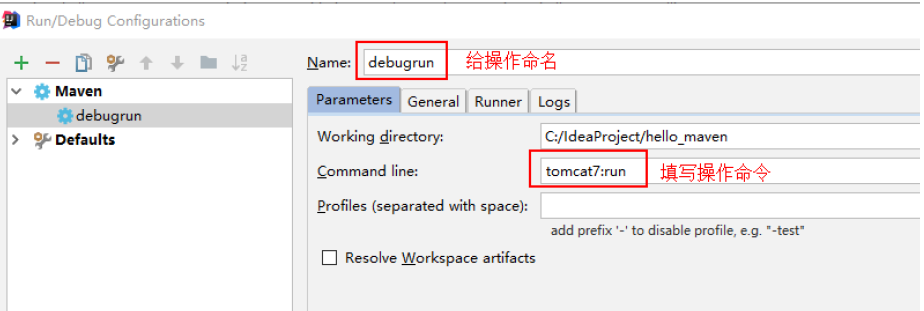 Run/Debug Configurations
Name: debugrun 给操作命名
Maven
debugrun
Defaults
Parameters General Runner Logs
Working directory: C:/IdeaProject/hello_maven
Command line: tomcat7:run 填写操作命令
Profiles (separated with space):
add prefix '-' to disable profile, e.g. "-test"
Resolve Workspace artifacts